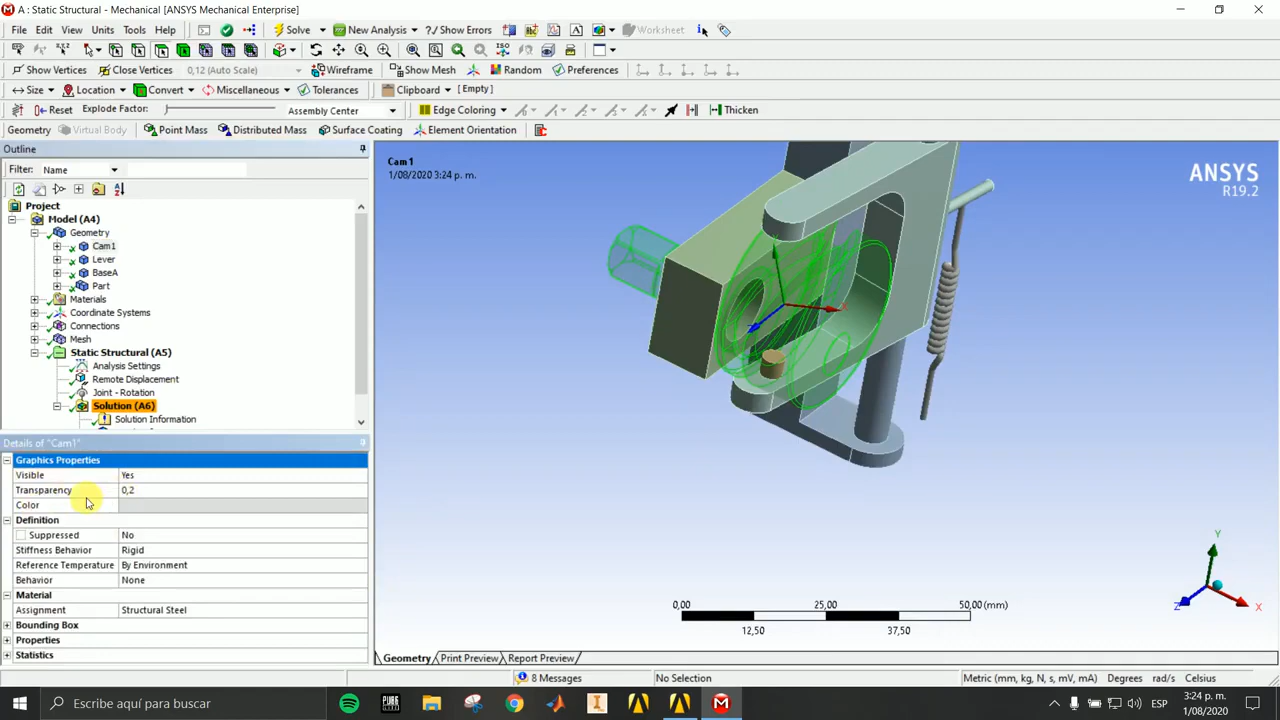 A : Static Structural - Mechanical [ANSYS Mechanical Enterprise]
File Edit View Units Tools Help Solve New Analysis Show Errors Worksheet
Show Vertices Close Vertices 0,12 (Auto Scale) Wireframe Show Mesh Random Preferences
Size Location Convert Miscellaneous Tolerances Clipboard [Empty]
Reset Explode Factor: Assembly Center Edge Coloring Thicken
Geometry Virtual Body Point Mass Distributed Mass Surface Coating Element Orientation
Outline
Filter: Name
Project
Model (A4)
Geometry
Cam1
Lever
BaseA
Part
Materials
Coordinate Systems
Connections
Mesh
Static Structural (A5)
Analysis Settings
Remote Displacement
Joint - Rotation
Solution (A6)
Solution Information
Details of "Cam1"
Graphics Properties
Visible Yes
Transparency 0,2
Color
Definition
Suppressed No
Stiffness Behavior Rigid
Reference Temperature By Environment
Behavior None
Material
Assignment Structural Steel
Bounding Box
Properties
Statistics
Cam1
1/08/2020 3:24 p. m.
ANSYS
R19.2
X
Y
Z
X
0,00 25,00 50,00 (mm)
12,50 37,50
Geometry Print Preview Report Preview
8 Messages No Selection Metric (mm, kg, N, s, mV, mA) Degrees rad/s Celsius
Escribe aquí para buscar
ESP
3:24 p. m.
1/08/2020